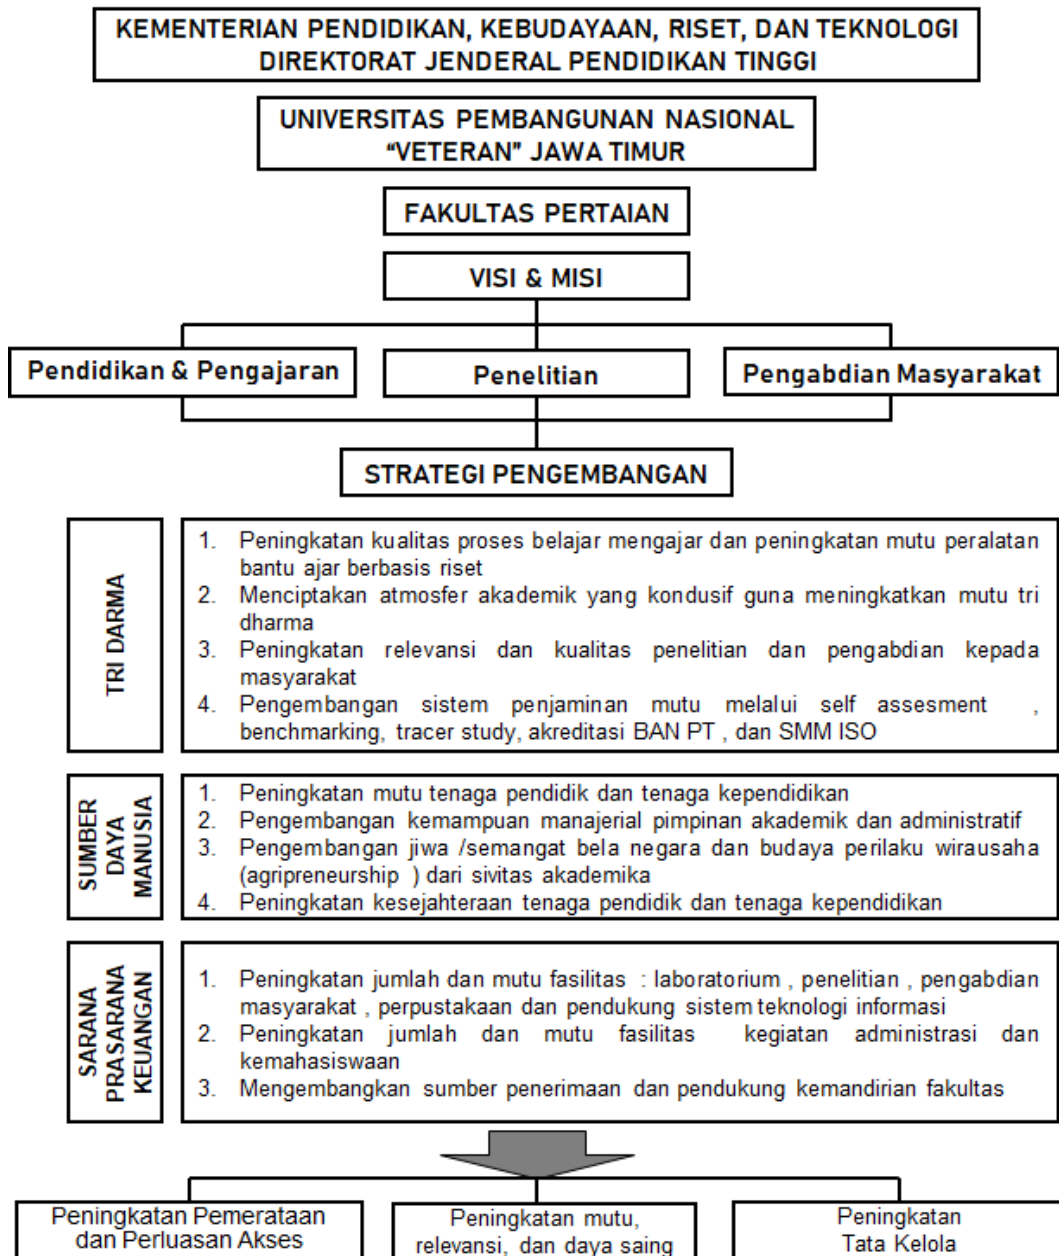 KEMENTERIAN PENDIDIKAN, KEBUDAYAAN, RISET, DAN TEKNOLOGI
DIREKTORAT JENDERAL PENDIDIKAN TINGGI
UNIVERSITAS PEMBANGUNAN NASIONAL
“VETERAN” JAWA TIMUR
FAKULTAS PERTAIAN
VISI & MISI
Pendidikan & Pengajaran
Penelitian
Pengabdian Masyarakat
STRATEGI PENGEMBANGAN
TRI DARMA
1. Peningkatan kualitas proses belajar mengajar dan peningkatan mutu peralatan
bantu ajar berbasis riset
2. Menciptakan atmosfer akademik yang kondusif guna meningkatkan mutu tri
dharma
3. Peningkatan relevansi dan kualitas penelitian dan pengabdian kepada
masyarakat
4. Pengembangan sistem penjaminan mutu melalui self assesment ,
benchmarking, tracer study, akreditasi BAN PT , dan SMM ISO
SUMBER
DAYA
MANUSIA
1. Peningkatan mutu tenaga pendidik dan tenaga kependidikan
2. Pengembangan kemampuan manajerial pimpinan akademik dan administratif
3. Pengembangan jiwa /semangat bela negara dan budaya perilaku wirausaha
(agripreneurship ) dari sivitas akademika
4. Peningkatan kesejahteraan tenaga pendidik dan tenaga kependidikan
SARANA
PRASARANA
KEUANGAN
1. Peningkatan jumlah dan mutu fasilitas : laboratorium , penelitian , pengabdian
masyarakat , perpustakaan dan pendukung sistem teknologi informasi
2. Peningkatan jumlah dan mutu fasilitas kegiatan administrasi dan
kemahasiswaan
3. Mengembangkan sumber penerimaan dan pendukung kemandirian fakultas
Peningkatan Pemerataan
dan Perluasan Akses
Peningkatan mutu,
relevansi, dan daya saing
Peningkatan
Tata Kelola